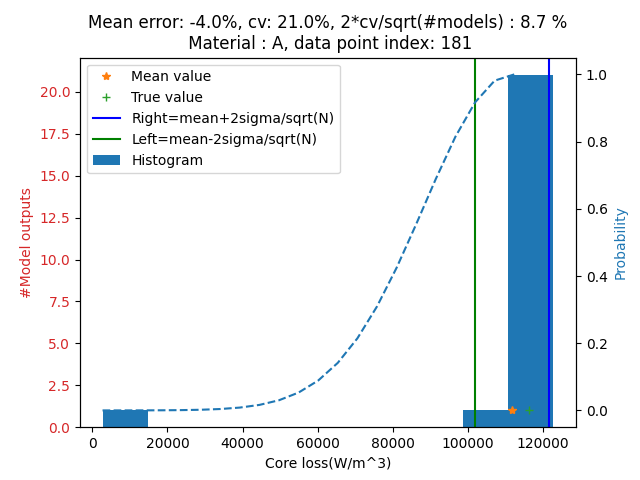 Mean error: -4.0%, cv: 21.0%, 2*cv/sqrt(#models) : 8.7 %
Material : A, data point index: 181
Mean value
True value
Right=mean+2sigma/sqrt(N)
Left=mean-2sigma/sqrt(N)
Histogram
#Model outputs
20.0
17.5
15.0
12.5
10.0
7.5
5.0
2.5
0.0
1.0
0.8
0.6
0.4
0.2
0.0
Probability
0
20000
40000
60000
80000
100000
120000
Core loss(W/m^3)